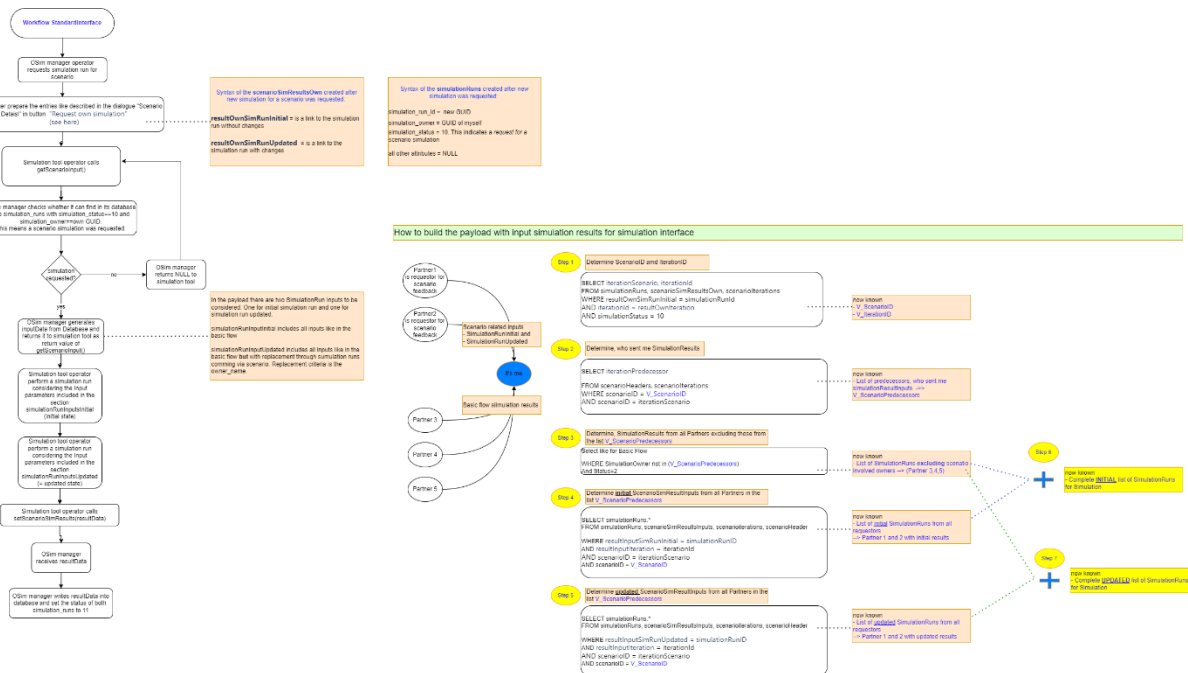 Workflow StandardInterface
OSim manager operator
requests simulation run for
scenario
er prepare the entries like described in the dialogue "Scenario
Detail" in button "Request own simulation"
(see here)
Simulation tool operator calls
getScenarioInput()
manager checks whether it can find in its database
simulation_runs with simulation_status==10 and
simulation_owner==own GUID.
his means a scenario simulation was requested.
simulation
requested?
no
OSim manager
returns NULL to
simulation tool
yes
OSim manager generates
inputData from Database and
returns it to simulation tool as
return value of
getScenarioInput()
Simulation tool operator
perform a simulation run
considering the input
parameters included in the
section
simulationRunInputsInitial
(initial state)
Simulation tool operator
perform a simulation run
considering the input
parameters included in the
section
simulationRunInputsUpdated
(= updated state)
Simulation tool operator calls
setScenarioSimResults(resultData)
OSim manager
receives resultData
OSim manager writes resultData into
database and set the status of both
simulation_runs to 11
Syntax of the scenarioSimResultsOwn created after
new simulation for a scenario was requested.
resultOwnSimRunInitial = is a link to the simulation
run without changes
resultOwnSimRunUpdated = is a link to the
simulation run with changes
Syntax of the simulationRuns created after new
simulation was requested:
simulation_run_id = new GUID
simulation_owner = GUID of myself
simulation_status = 10. This indicates a request for a
scenario simulation
all other attributes = NULL
In the payload there are two SimulationRun inputs to be
considered. One for initial simulation run and one for
simulation run updated.
simulationRunInputInitial includes all inputs like in the
basic flow
simulationRunInputUpdated includes all inputs like in the
basic flow but with replacement through sumulation runs
comming via scenario. Replacement criteria is the
owner_name
How to build the payload with input simulation results for simulation interface
Partner1
is requestor for
scenario
feedback
Partner2
is requestor for
scenario
feedback
Scenario related inputs
- SimulationRunInitial and
- SimulationRunUpdated
It's me
Basic flow slimulation results
Partner 3
Partner 4
Partner 5
Step 1
Determine ScenarioID amd IterationID
SELECT iterationScenario, iterationId
FROM simulationRuns, scenarioSimResultsOwn, scenarioIterations
WHERE resultOwnSimRunInitial = simulationRunId
AND iterationId = resultOwnIteration
AND simulationStatus = 10
now known
- V_ScenarioID
- V_IterationID
Step 2
Determine, who sent me SimulationResults
SELECT iterationPredecessor
FROM scenarioHeaders, scenarioIterations
WHERE scenarioID = V_ScenarioID
AND scenarioID = iterationScenario
now known
- List of predecessors, who sent me
simulationResultInputs ==>
V_ScenarioPredecessors
Step 3
Determine, SimulationResults from all Partners excluding those from
the list V_ScenarioPredecessors
Select like for Basic Flow
WHERE SimulationOwner not in (V_ScenarioPredecessors)
And Status=2
now known
- List of SimulationRuns excluding scenario
involved owners --> (Partner 3,4,5)
Step 4
Determine initial ScenarioSimResultInputs from all Partners in the
list V_ScenarioPredecessors
SELECT simulationRuns.*
FROM simulationRuns, scenarioSimResultsInputs, scenarioIterations, scenarioHeader
WHERE resultInputSimRunInitial = simulationRunID
AND resultInputIteration = iterationId
AND scenarioID = iterationScenario
AND scenarioID = V_ScenarioID
now known
- List of initial SimulationRuns from all
requestors
--> Partner 1 and 2 with initial results
Determine updated ScenarioSimResultInputs from all Partners in the
list V_ScenarioPredecessors
SELECT simulationRuns.*
FROM simulationRuns, scenarioSimResultsInputs, scenarioIterations, scenarioHeader
WHERE resultInputSimRunUpdated = simulationRunID
AND resultInputIteration = iterationId
AND scenarioID = iterationScenario
AND scenarioID = V_ScenarioID
now known
- List of updated SimulationRuns from all
requestors
--> Partner 1 and 2 with updated results
now known
- Complete INITIAL list of SimulationRuns
for Simulation
Step 7
now known
- Complete UPDATED list of SimulationRuns
for Simulation